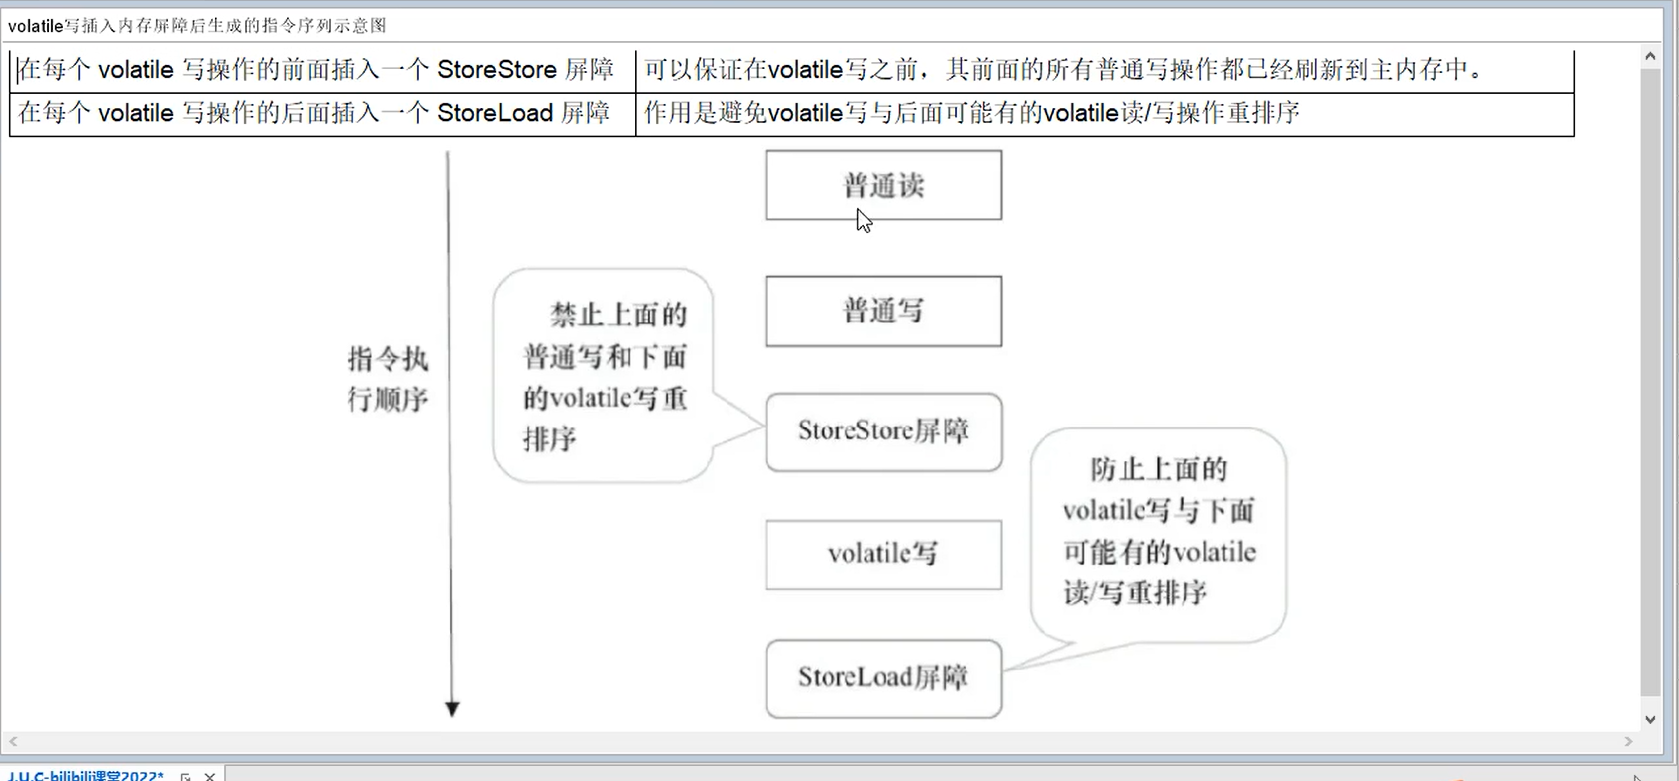 volatile写插入内存屏障后生成的指令序列示意图
在每个 volatile 写操作的前面插入一个 StoreStore 屏障
可以保证在volatile写之前，其前面的所有普通写操作都已经刷新到主内存中。
在每个 volatile 写操作的后面插入一个 StoreLoad 屏障
作用是避免volatile写与后面可能有的volatile读/写操作重排序
普通读
普通写
禁止上面的
普通写和下面
的volatile写重
排序
指令执
行顺序
StoreStore屏障
防止上面的
volatile写与下面
可能有的volatile
读/写重排序
volatile写
StoreLoad屏障
J.U.C-bilibili课堂2022*